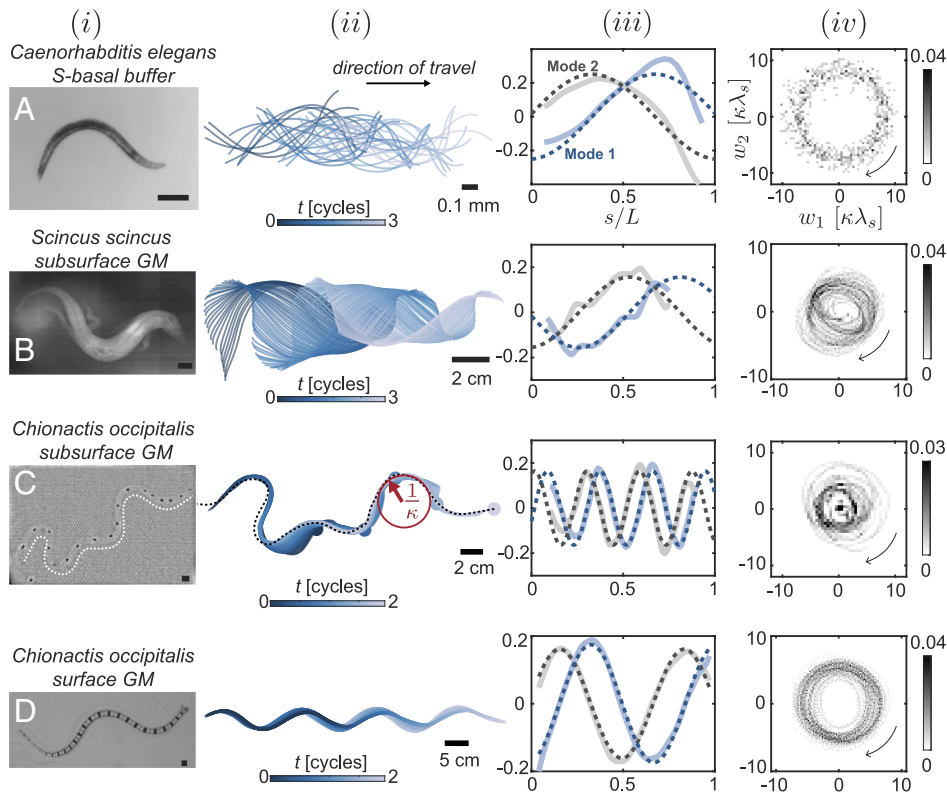 (i) (ii) (iii) (iv)
Caenorhabditis elegans
S-basal buffer
A
direction of travel
0.1 mm
0 t [cycles] 3
Mode 2
Mode 1
0.2
0
-0.2
0 0.5 1
s/L
w₂ [κλₛ]
10
0
-10
-10 0 10
w₁ [κλₛ]
0.04
0
Scincus scincus
subsurface GM
B
2 cm
0 t [cycles] 3
0.2
0
-0.2
0 0.5 1
10
0
-10
-10 0 10
0.04
0
Chionactis occipitalis
subsurface GM
C
1
κ
2 cm
0 t [cycles] 2
0.2
0
-0.2
0 0.5 1
10
0
-10
-10 0 10
0.03
0
Chionactis occipitalis
surface GM
D
5 cm
0 t [cycles] 2
0.2
0
-0.2
0 0.5 1
10
0
-10
-10 0 10
0.04
0